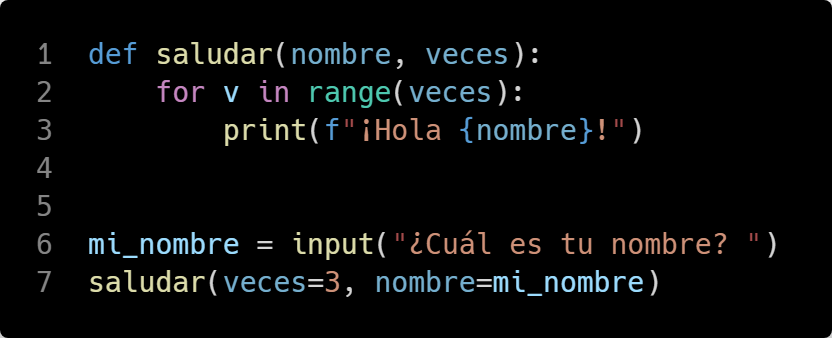 1 def saludar(nombre, veces):
2     for v in range(veces):
3         print(f"¡Hola {nombre}!")
4
5
6 mi_nombre = input("¿Cuál es tu nombre? ")
7 saludar(veces=3, nombre=mi_nombre)